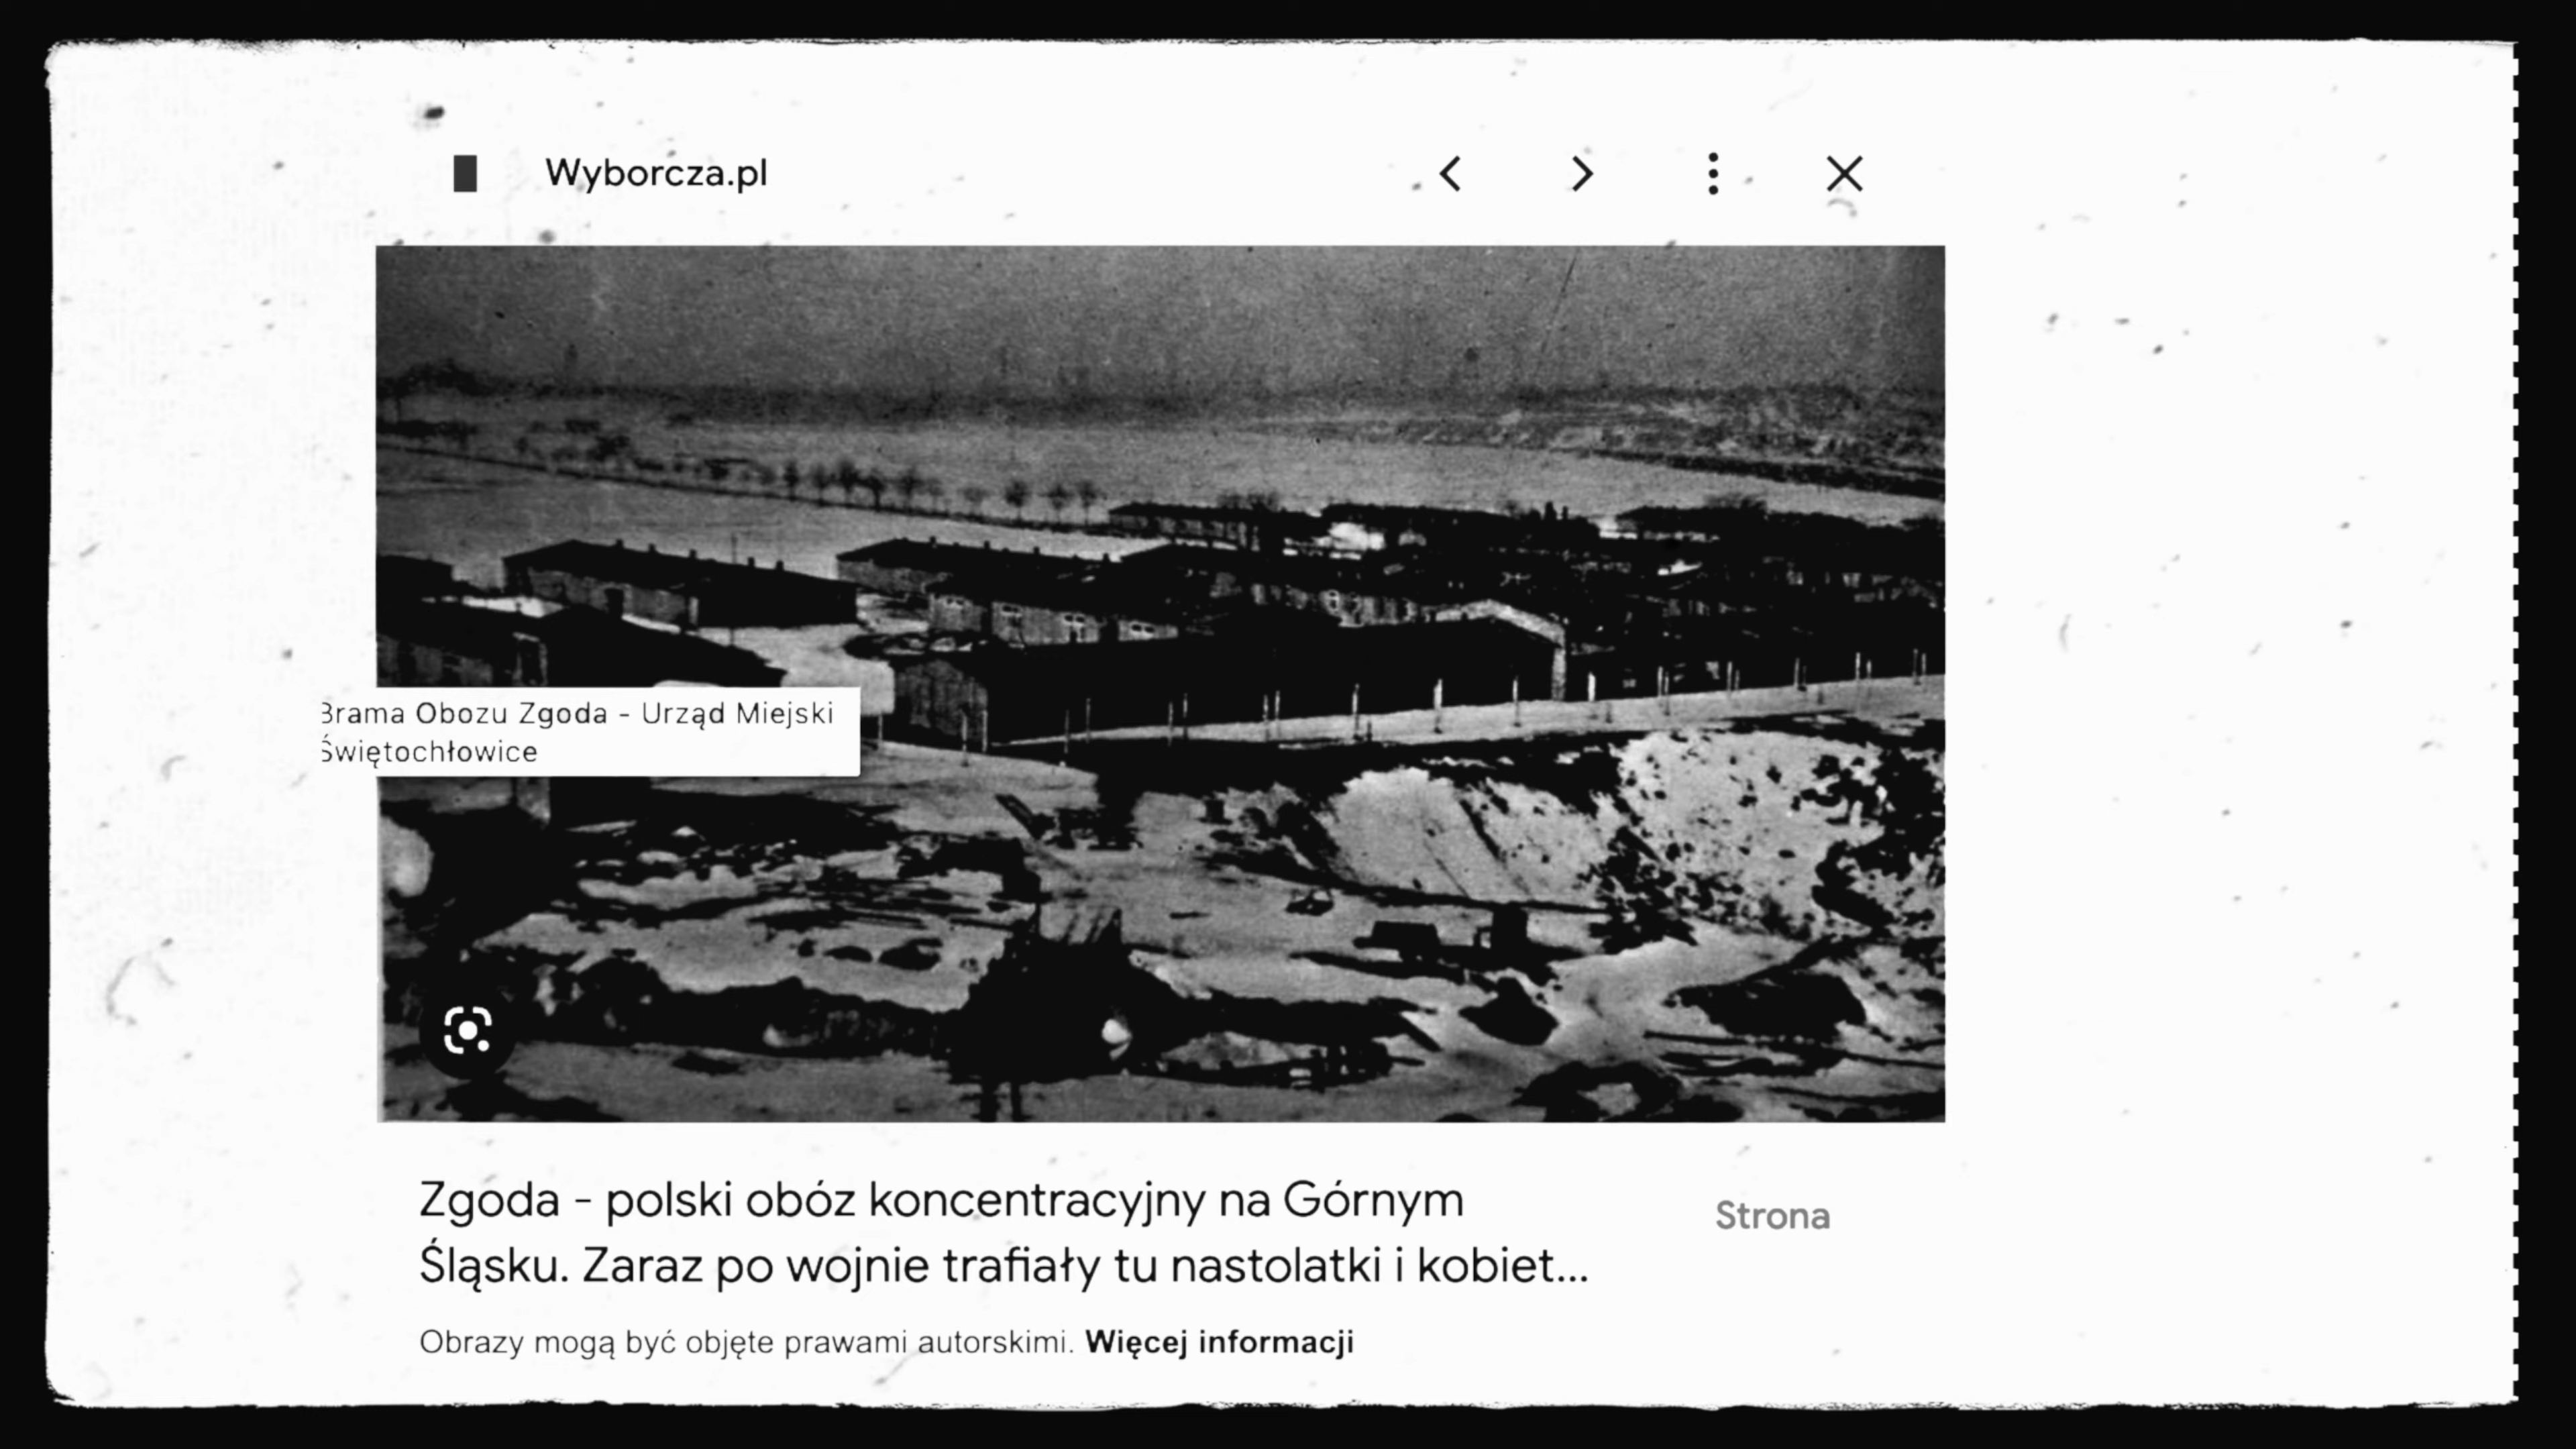 Wyborcza.pl
Brama Obozu Zgoda - Urząd Miejski
Świętochłowice
Zgoda - polski obóz koncentracyjny na Górnym
Śląsku. Zaraz po wojnie trafiały tu nastolatki i kobiet...
Strona
Obrazy mogą być objęte prawami autorskimi. Więcej informacji